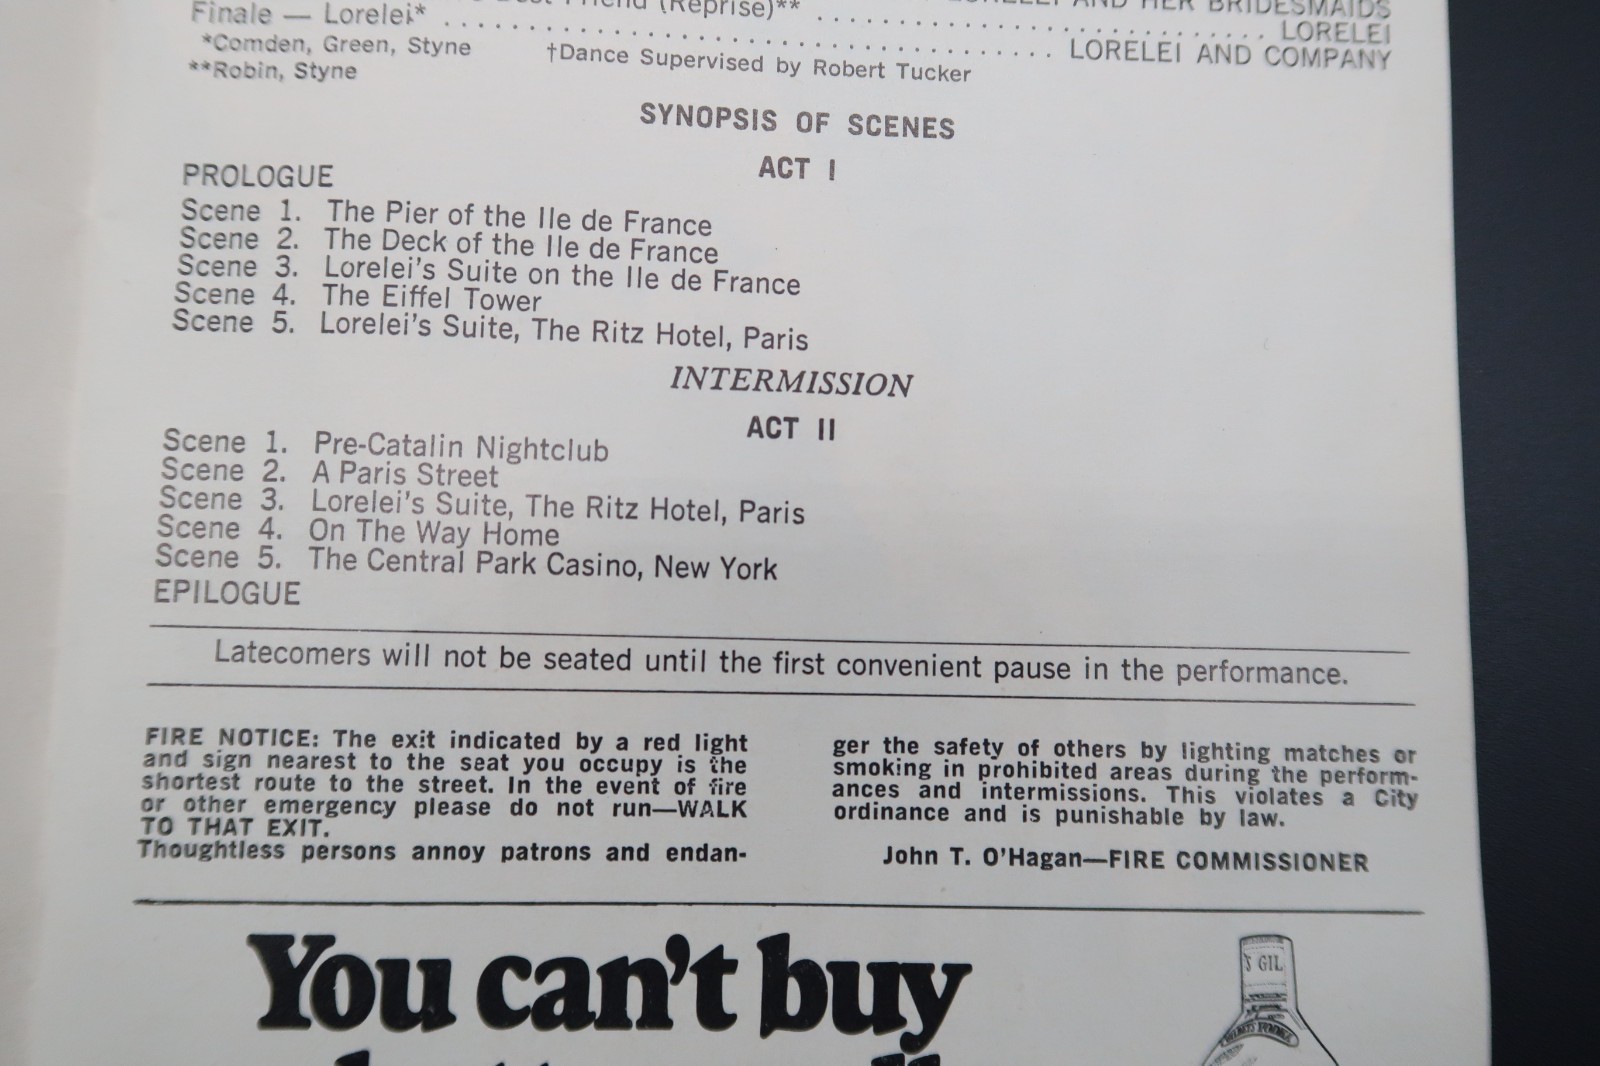 Friend (Reprise)** . . . . . . . . . . . . . . . . . . . . AND HER BRIDESMAIDS
LORELEI
Finale — Lorelei* . . . . . . . . . . . . . . . . . . . . LORELEI AND COMPANY
*Comden, Green, Styne †Dance Supervised by Robert Tucker
**Robin, Styne
SYNOPSIS OF SCENES
ACT I
PROLOGUE
Scene 1. The Pier of the Ile de France
Scene 2. The Deck of the Ile de France
Scene 3. Lorelei's Suite on the Ile de France
Scene 4. The Eiffel Tower
Scene 5. Lorelei's Suite, The Ritz Hotel, Paris
INTERMISSION
ACT II
Scene 1. Pre-Catalin Nightclub
Scene 2. A Paris Street
Scene 3. Lorelei's Suite, The Ritz Hotel, Paris
Scene 4. On The Way Home
Scene 5. The Central Park Casino, New York
EPILOGUE
Latecomers will not be seated until the first convenient pause in the performance.
FIRE NOTICE: The exit indicated by a red light
and sign nearest to the seat you occupy is the
shortest route to the street. In the event of fire
or other emergency please do not run—WALK
TO THAT EXIT.
Thoughtless persons annoy patrons and endan-
ger the safety of others by lighting matches or
smoking in prohibited areas during the perform-
ances and intermissions. This violates a City
ordinance and is punishable by law.
John T. O'Hagan—FIRE COMMISSIONER
You can't buy
GIL